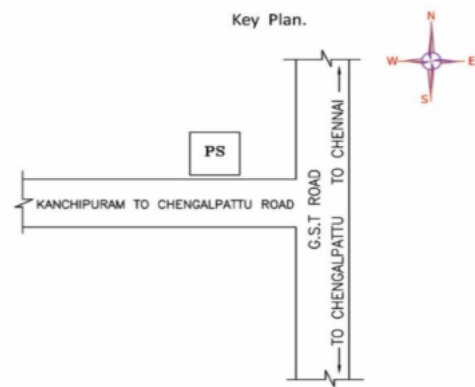 Key Plan.
N
W
E
S
PS
KANCHIPURAM TO CHENGALPATTU ROAD
G.S.T ROAD
TO CHENGALPATTU
TO CHENNAI